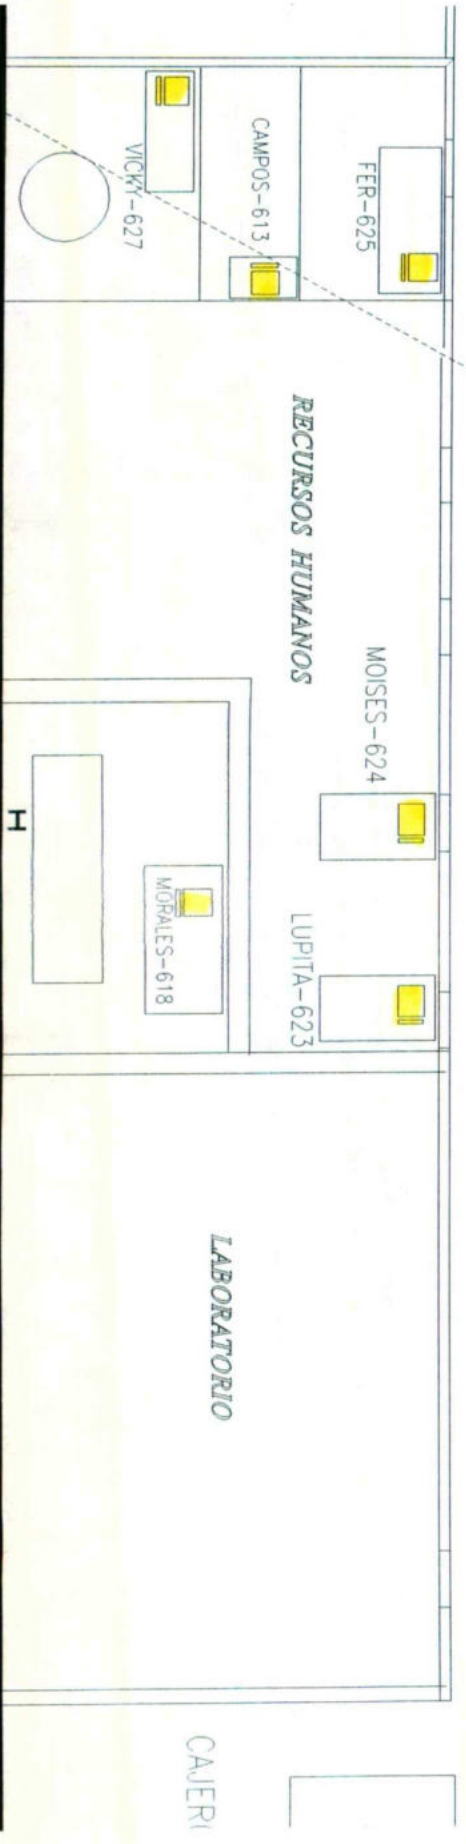 FER-625
CAMPOS-613
VICKY-627
RECURSOS HUMANOS
MOISES-624
LUPITA-623
MORALES-618
H
LABORATORIO